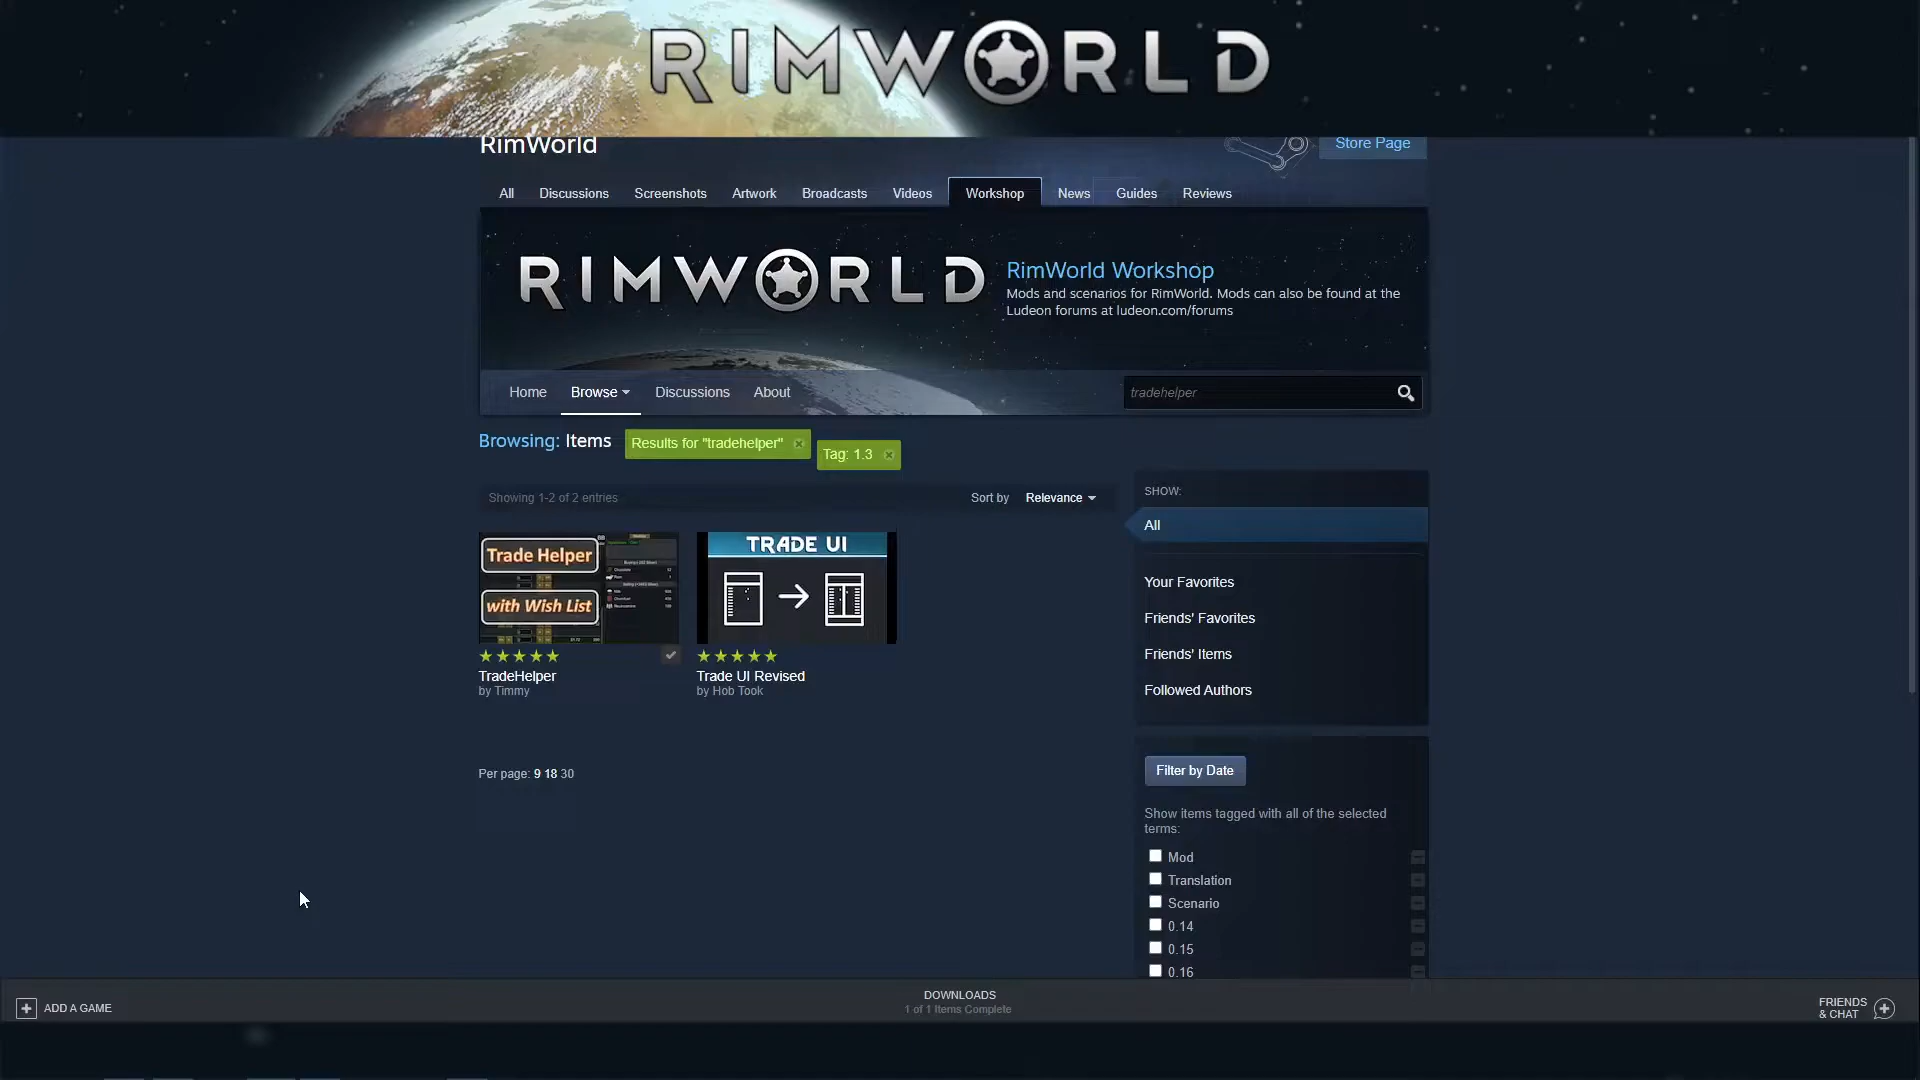 RIMWORLD
RimWorld
Store Page
All Discussions Screenshots Artwork Broadcasts Videos Workshop News Guides Reviews
RIMWORLD
RimWorld Workshop
Mods and scenarios for RimWorld. Mods can also be found at the
Ludeon forums at ludeon.com/forums
Home Browse Discussions About
tradehelper
Browsing: Items
Results for "tradehelper"
Tag: 1.3
Showing 1-2 of 2 entries
Sort by Relevance
Trade Helper
with Wish List
TradeHelper
by Timmy
TRADE UI
Trade UI Revised
by Hob Took
Per page: 9 18 30
SHOW:
All
Your Favorites
Friends' Favorites
Friends' Items
Followed Authors
Filter by Date
Show items tagged with all of the selected
terms:
Mod
Translation
Scenario
0.14
0.15
0.16
ADD A GAME
DOWNLOADS
1 of 1 Items Complete
FRIENDS
& CHAT